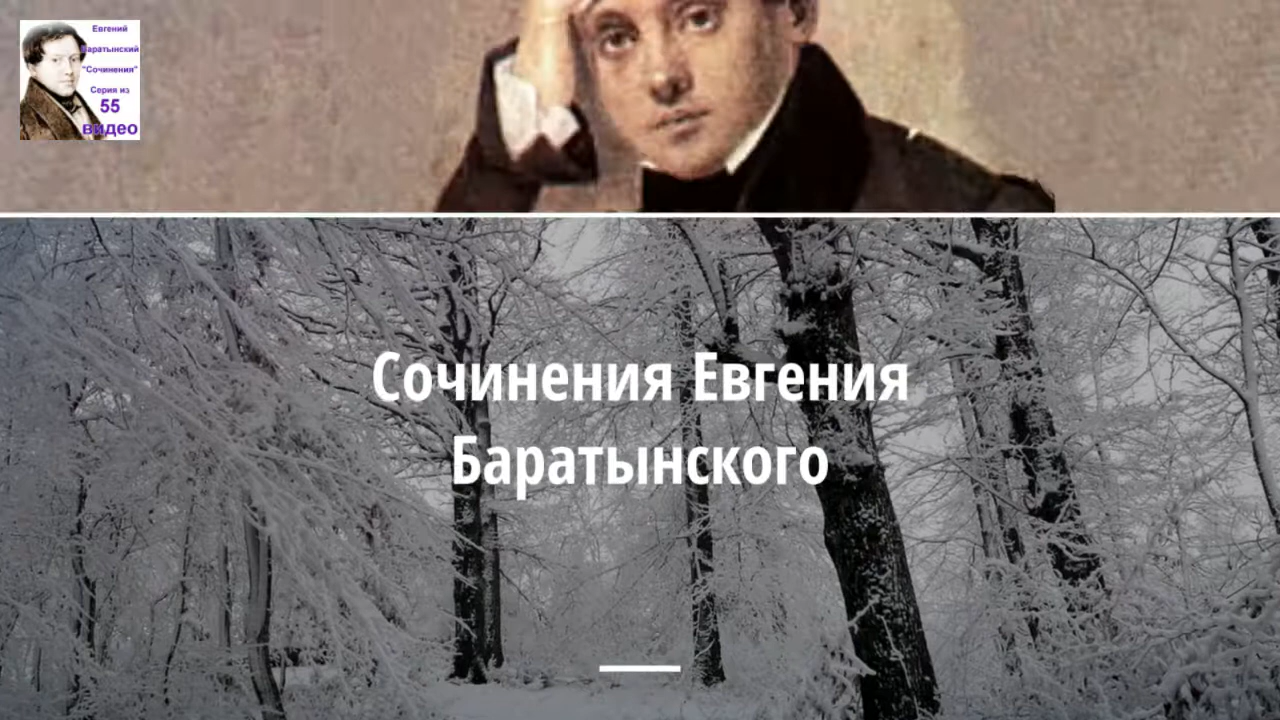 Евгений
Баратынский
"Сочинения"
Серия из
55
видео
Сочинения Евгения
Баратынского